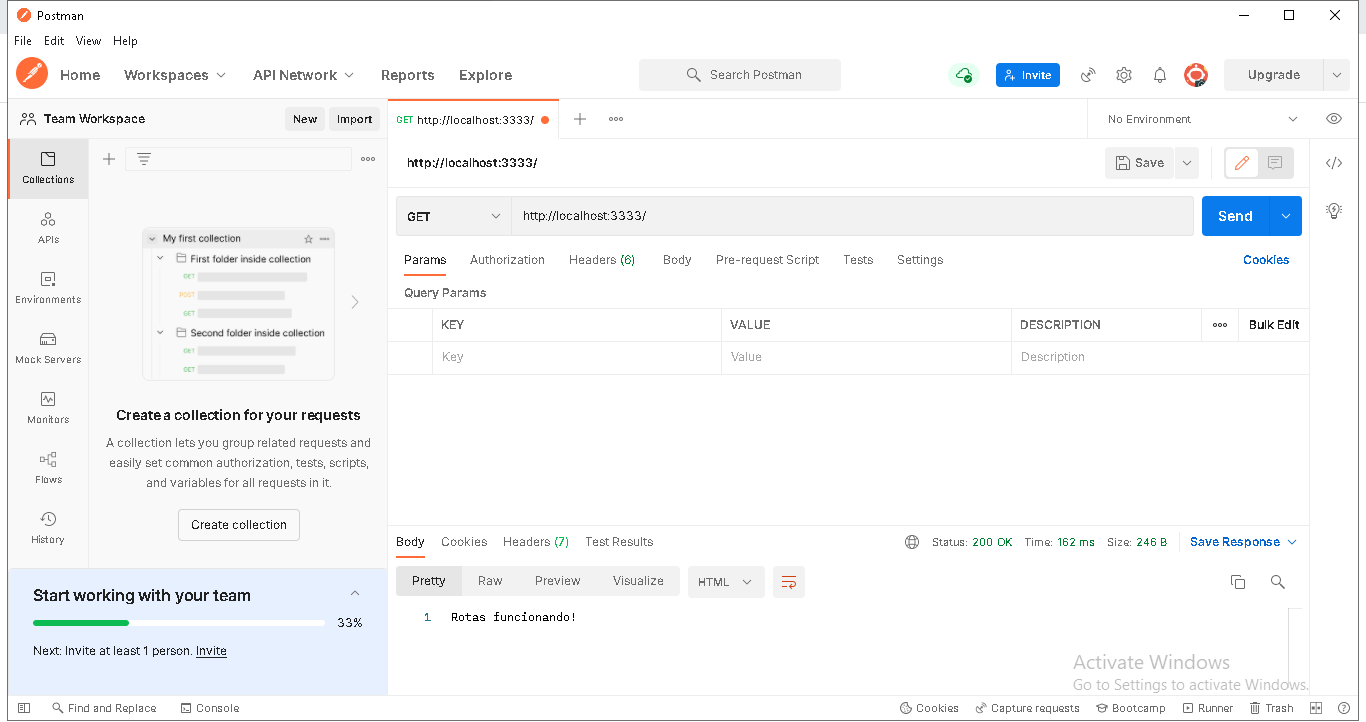 Postman
File Edit View Help
Home Workspaces API Network Reports Explore Search Postman Invite Upgrade
Team Workspace New Import GET http://localhost:3333/ No Environment
http://localhost:3333/ Save
Collections
APIs
Environments
Mock Servers
Monitors
Flows
History
My first collection
First folder inside collection
GET
POST
GET
Second folder inside collection
GET
GET
Create a collection for your requests
A collection lets you group related requests and
easily set common authorization, tests, scripts,
and variables for all requests in it.
Create collection
Start working with your team
33%
Next: Invite at least 1 person. Invite
GET http://localhost:3333/ Send
Params Authorization Headers (6) Body Pre-request Script Tests Settings Cookies
Query Params
KEY VALUE DESCRIPTION Bulk Edit
Key Value Description
Body Cookies Headers (7) Test Results Status: 200 OK Time: 162 ms Size: 246 B Save Response
Pretty Raw Preview Visualize HTML
1 Rotas funcionando!
Activate Windows
Go to Settings to activate Windows.
Find and Replace Console Cookies Capture requests Bootcamp Runner Trash